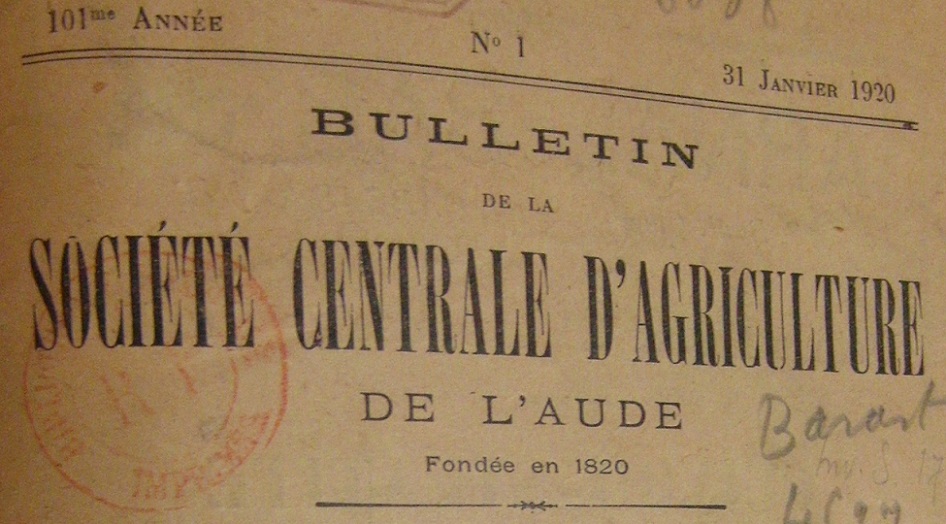 101me ANNÉE
No 1
31 JANVIER 1920
BULLETIN
DE LA
SOCIÉTÉ CENTRALE D'AGRICULTURE
DE L'AUDE
Fondée en 1820